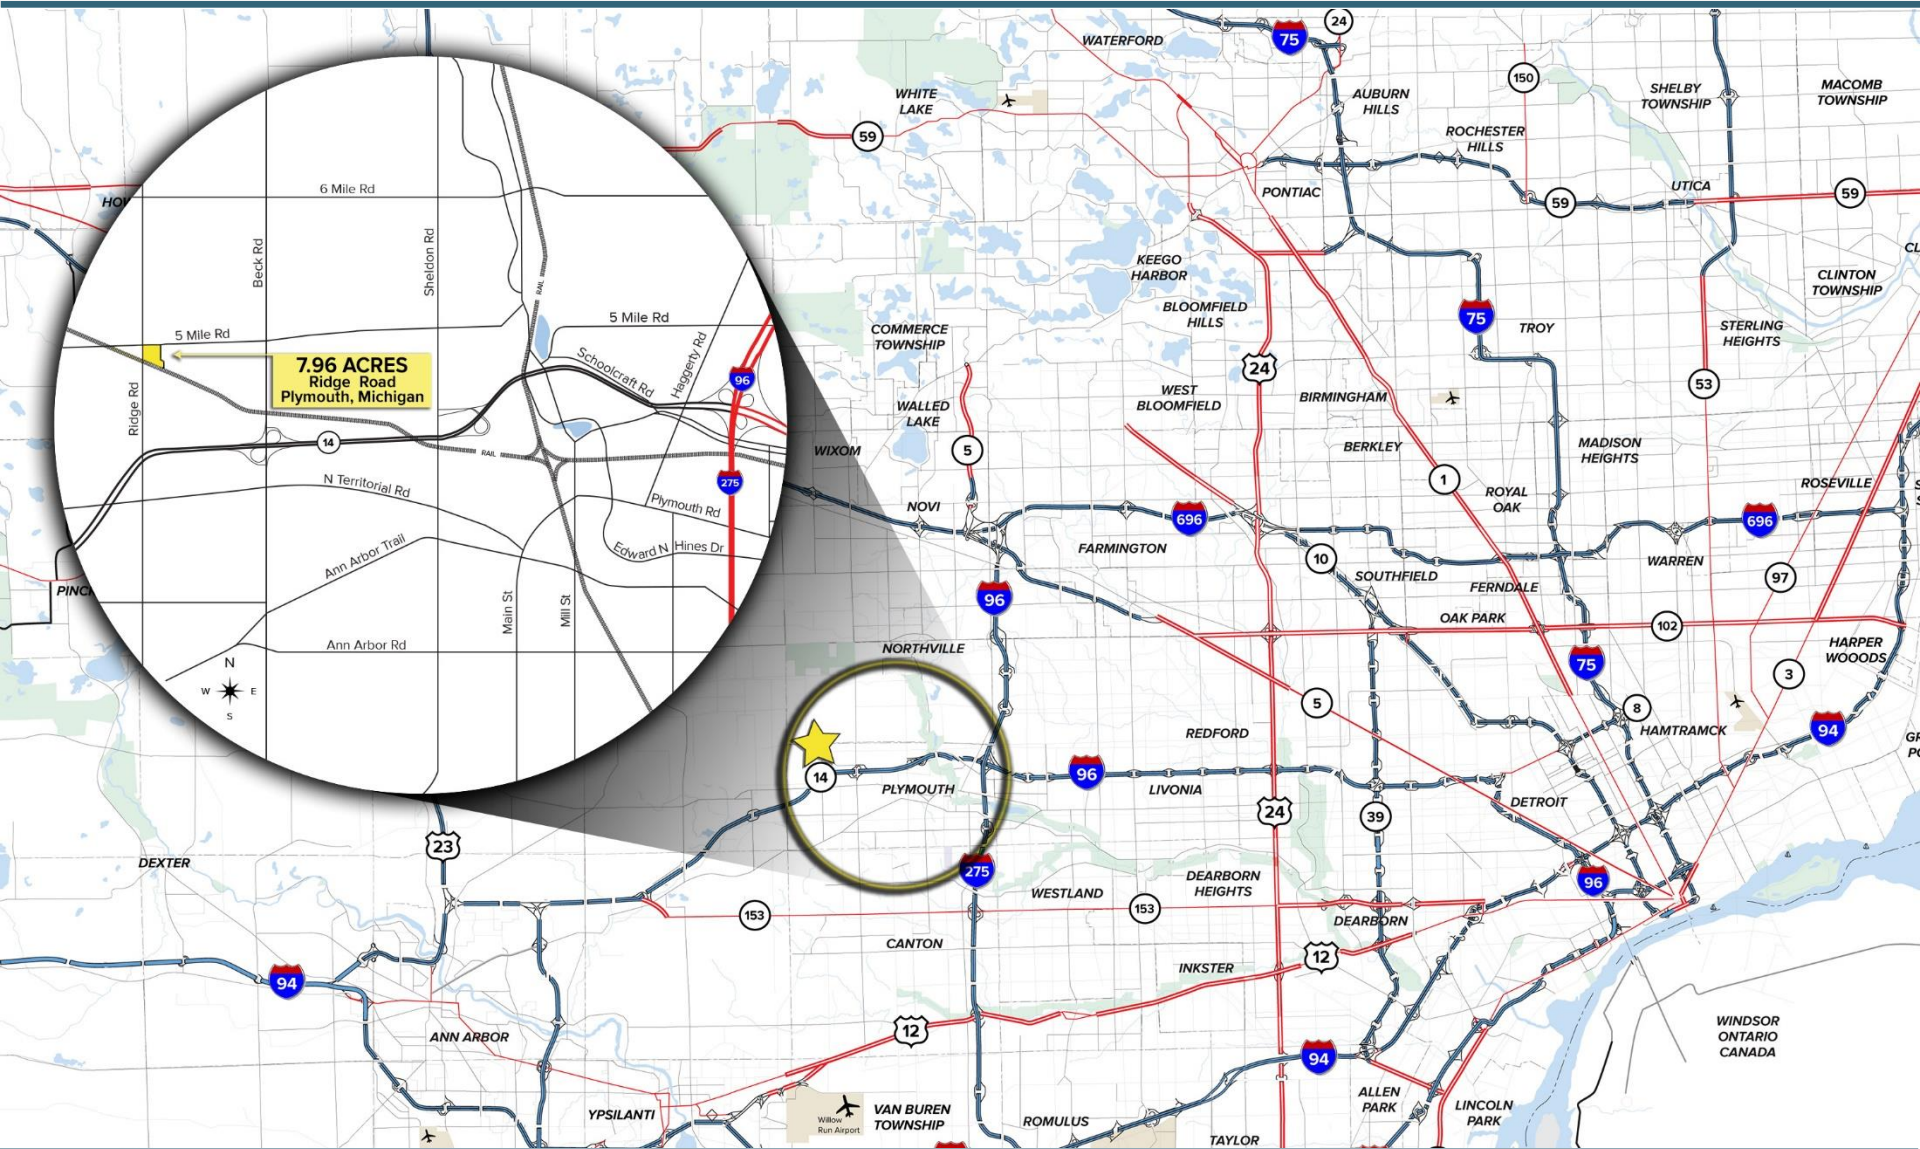 WATERFORD
75
24
150
WHITE
LAKE
AUBURN
HILLS
SHELBY
TOWNSHIP
MACOMB
TOWNSHIP
59
ROCHESTER
HILLS
PONTIAC
59
UTICA
59
KEEGO
HARBOR
BLOOMFIELD
HILLS
75
TROY
CLINTON
TOWNSHIP
STERLING
HEIGHTS
COMMERCE
TOWNSHIP
24
53
WEST
BLOOMFIELD
BIRMINGHAM
WALLED
LAKE
5
WIXOM
BERKLEY
MADISON
HEIGHTS
1
ROYAL
OAK
ROSEVILLE
NOVI
696
696
FARMINGTON
10
SOUTHFIELD
FERNDALE
WARREN
97
96
OAK PARK
102
HARPER
WOOODS
NORTHVILLE
75
3
5
8
HAMTRAMCK
94
REDFORD
14
PLYMOUTH
96
LIVONIA
24
39
DETROIT
23
DEXTER
275
96
WESTLAND
DEARBORN
HEIGHTS
153
153
DEARBORN
CANTON
12
INKSTER
94
ANN ARBOR
12
WINDSOR
ONTARIO
CANADA
94
YPSILANTI
Willow
Run Airport
VAN BUREN
TOWNSHIP
ROMULUS
TAYLOR
ALLEN
PARK
LINCOLN
PARK
6 Mile Rd
Beck Rd
Sheldon Rd
RAIL
5 Mile Rd
5 Mile Rd
7.96 ACRES
Ridge Road
Plymouth, Michigan
Ridge Rd
Schoolcraft Rd
Haggerty Rd
96
14
RAIL
275
N Territorial Rd
Plymouth Rd
Ann Arbor Trail
Edward N Hines Dr
Main St
Mill St
Ann Arbor Rd
N
W E
S